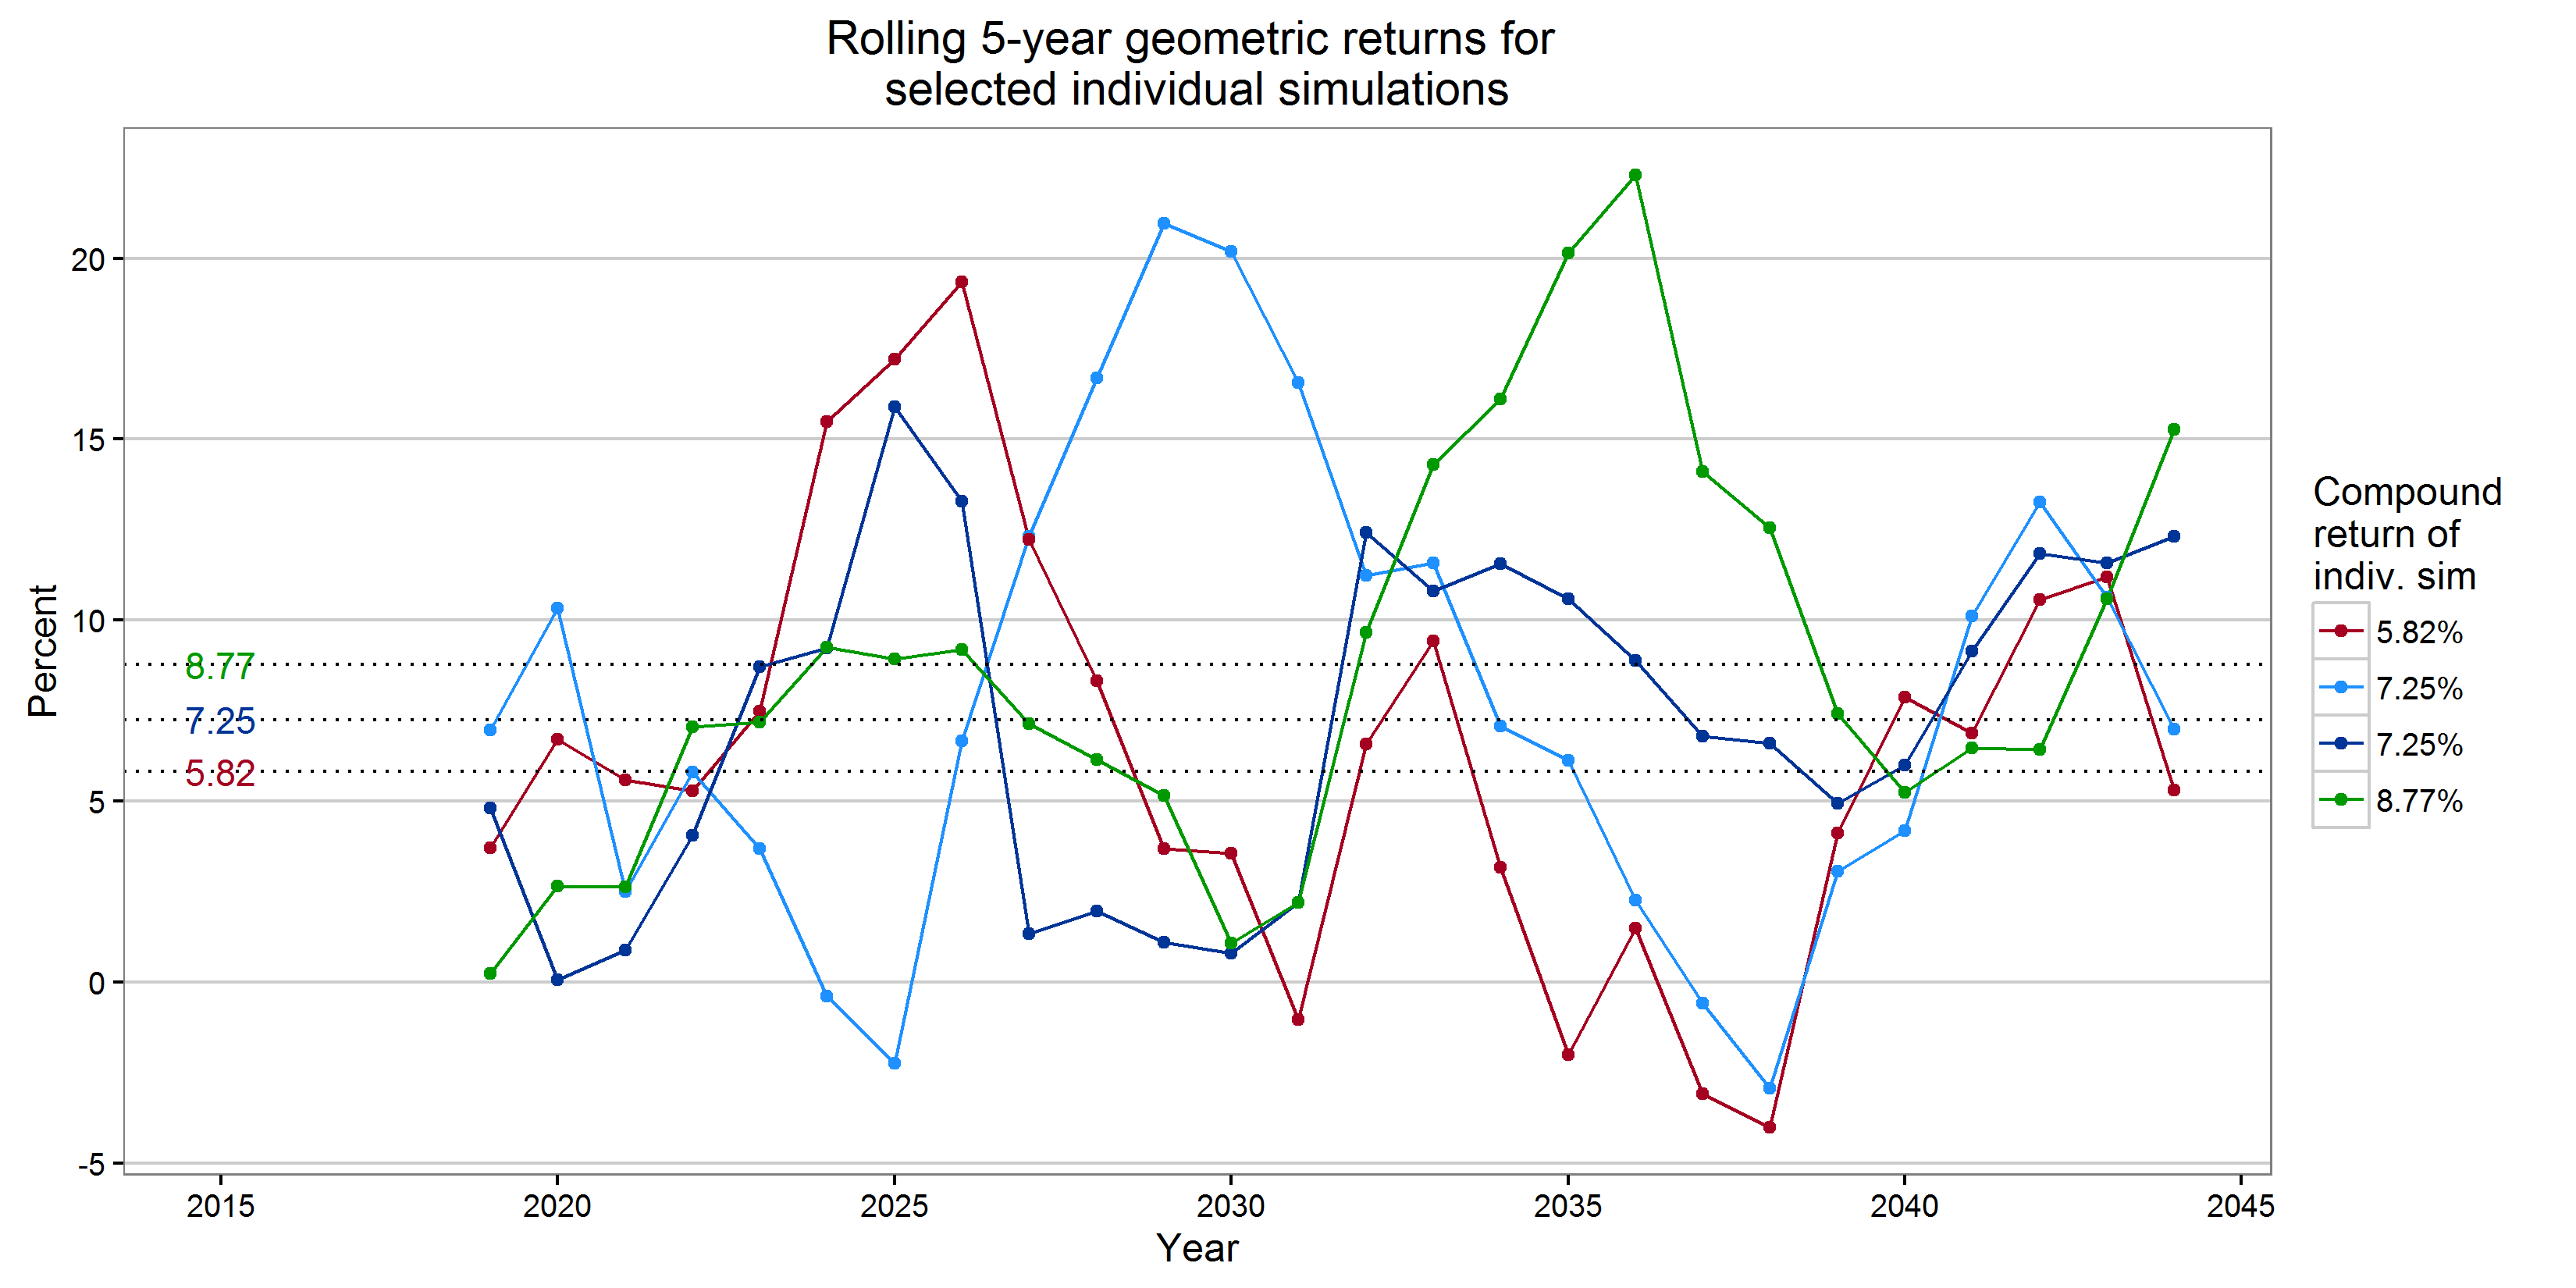 Rolling 5-year geometric returns for
selected individual simulations
Percent
20
15
10
5
0
-5
8.77
7.25
5.82
2015
2020
2025
2030
2035
2040
2045
Year
Compound
return of
indiv. sim
5.82%
7.25%
7.25%
8.77%